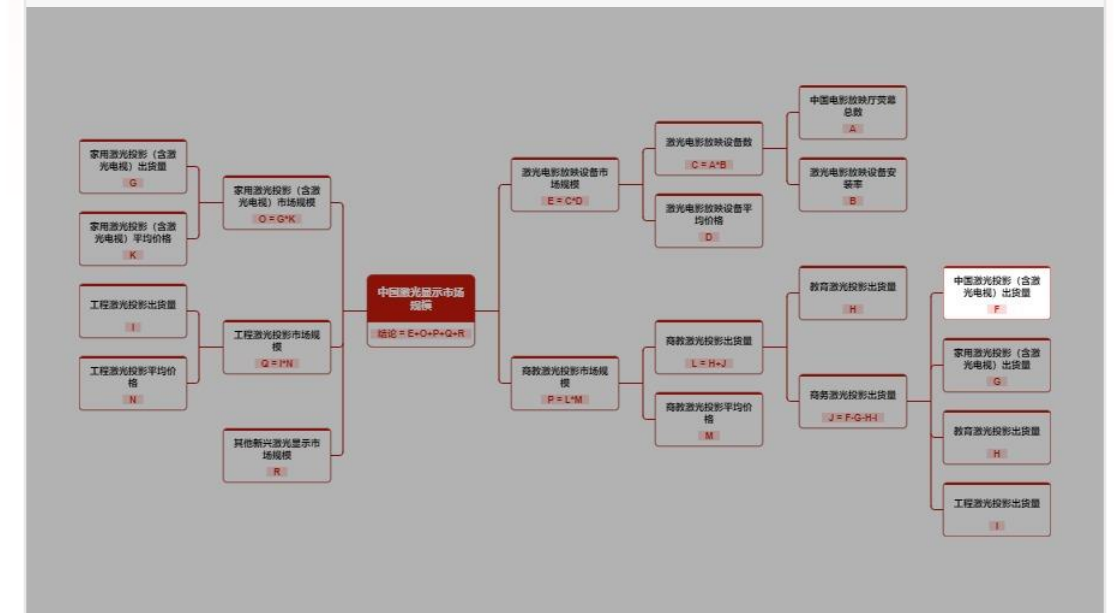 中国电影放映厅荧幕
总数
A
激光电影放映设备数
C = A*B
激光电影放映设备安
装率
B
激光电影放映设备市
场规模
E = C*D
激光电影放映设备平
均价格
D
家用激光投影（含激
光电视）出货量
G
家用激光投影（含激
光电视）市场规模
O = G*K
家用激光投影（含激
光电视）平均价格
K
中国激光显示市场
规模
结论 = E+O+P+Q+R
工程激光投影出货量
I
工程激光投影市场规
模
Q = I*N
工程激光投影平均价
格
N
其他新兴激光显示市
场规模
R
商教激光投影市场规
模
P = L*M
商教激光投影出货量
L = H+J
商教激光投影平均价
格
M
教育激光投影出货量
H
商务激光投影出货量
J = F-G-H-I
中国激光投影（含激
光电视）出货量
F
家用激光投影（含激
光电视）出货量
G
教育激光投影出货量
H
工程激光投影出货量
I